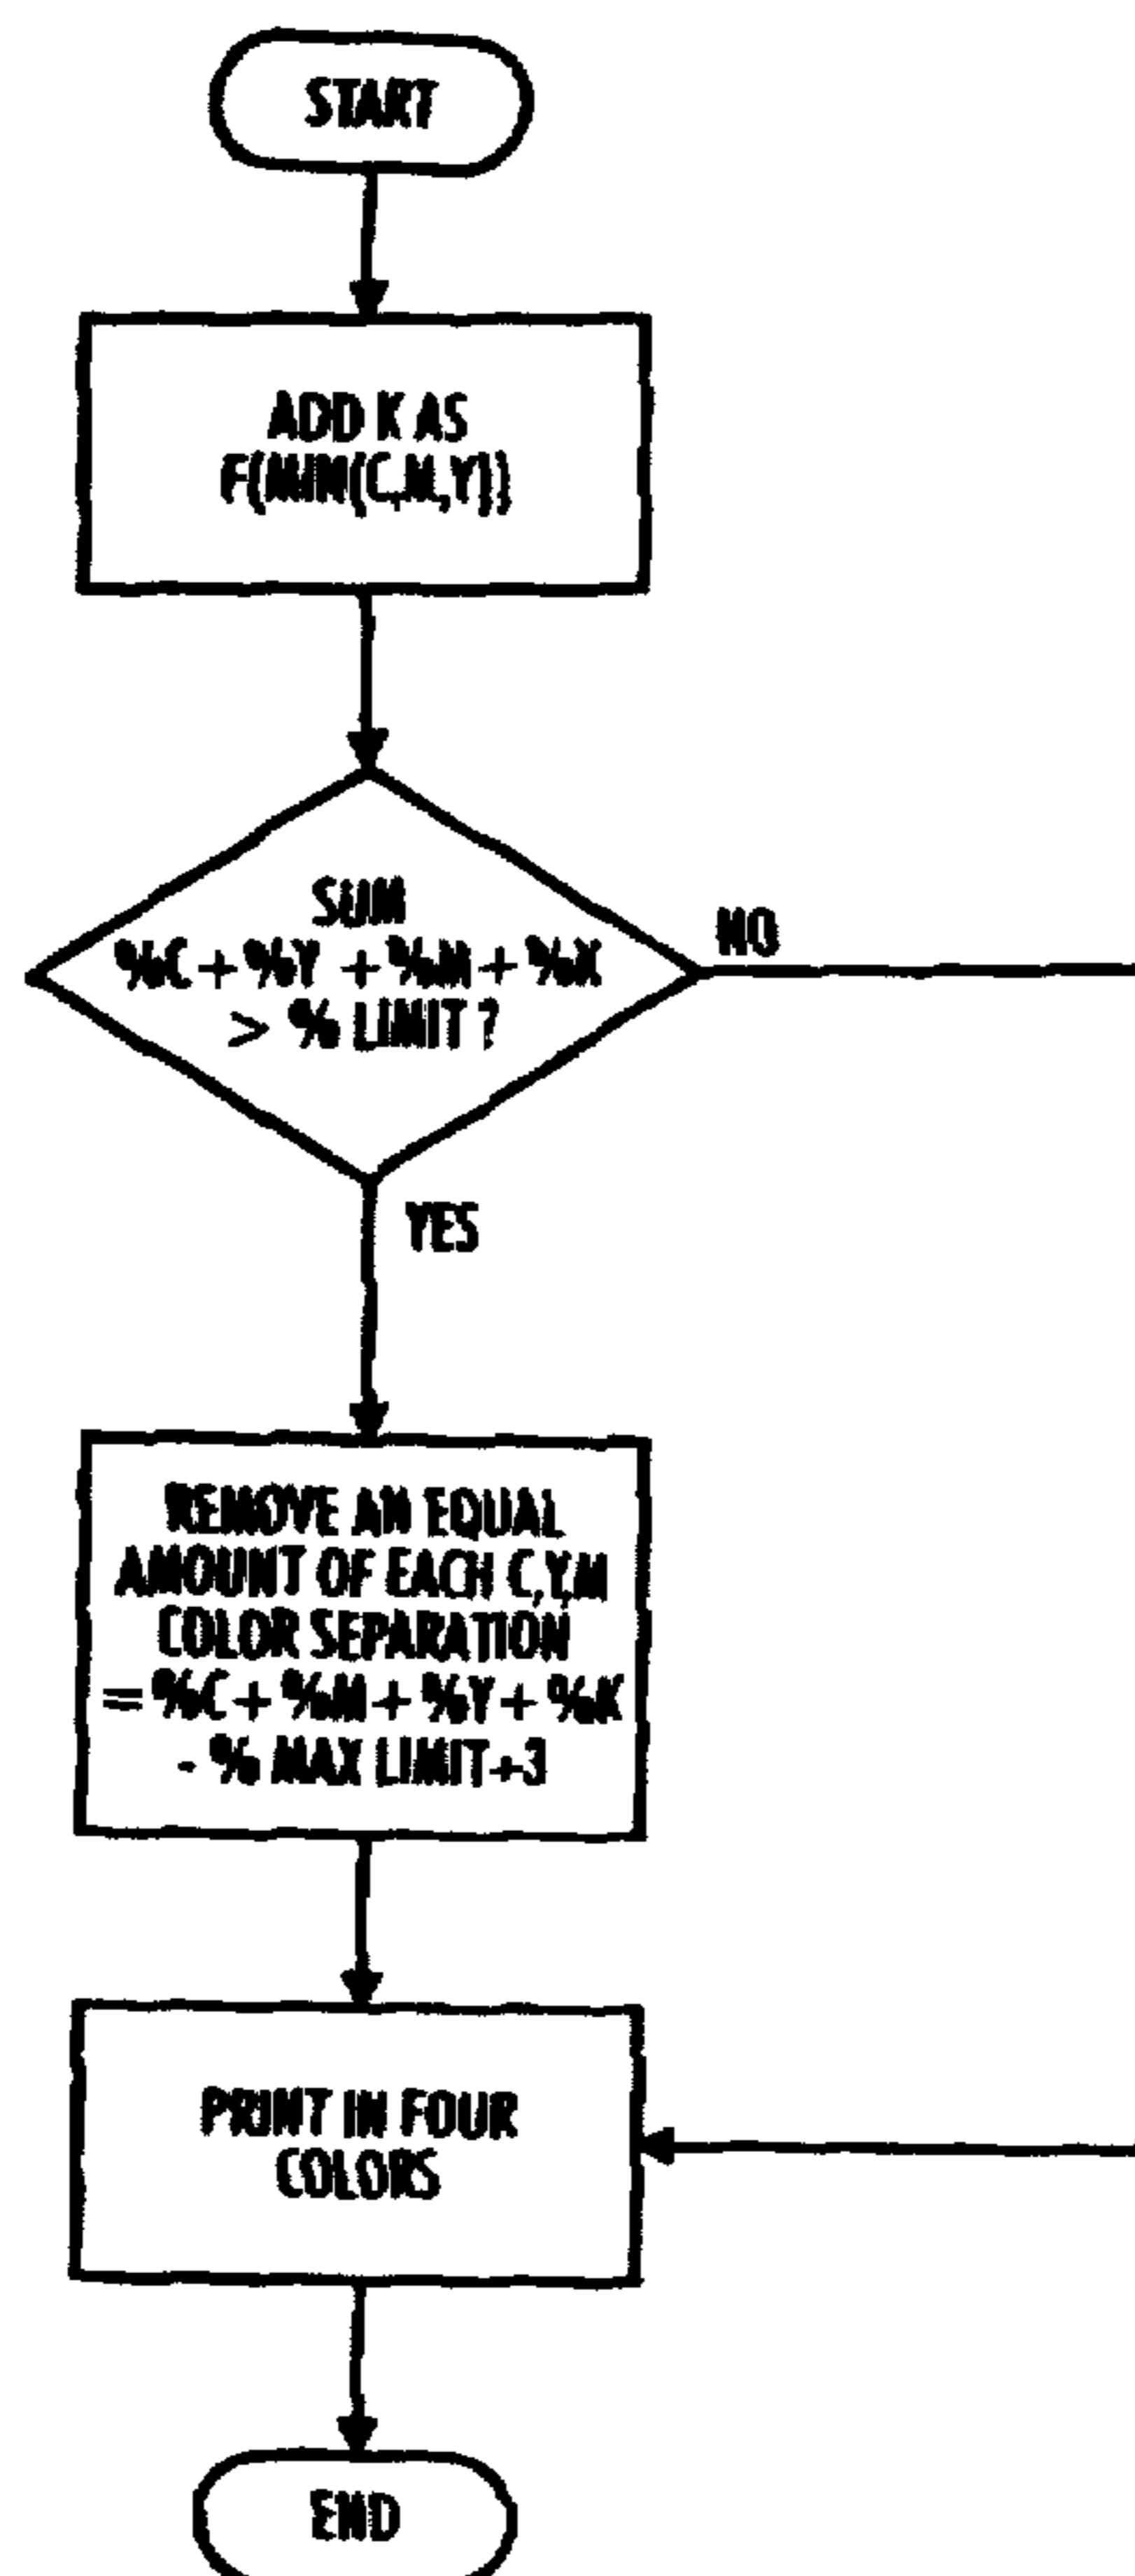 START
ADD K AS
F(MIN(C,M,Y))
SUM
%C + %Y + %M + %K
> % LIMIT ?
NO
YES
REMOVE AN EQUAL
AMOUNT OF EACH C,Y,M
COLOR SEPARATION
= %C + %M + %Y + %K
- % MAX LIMIT+3
PRINT IN FOUR
COLORS
END